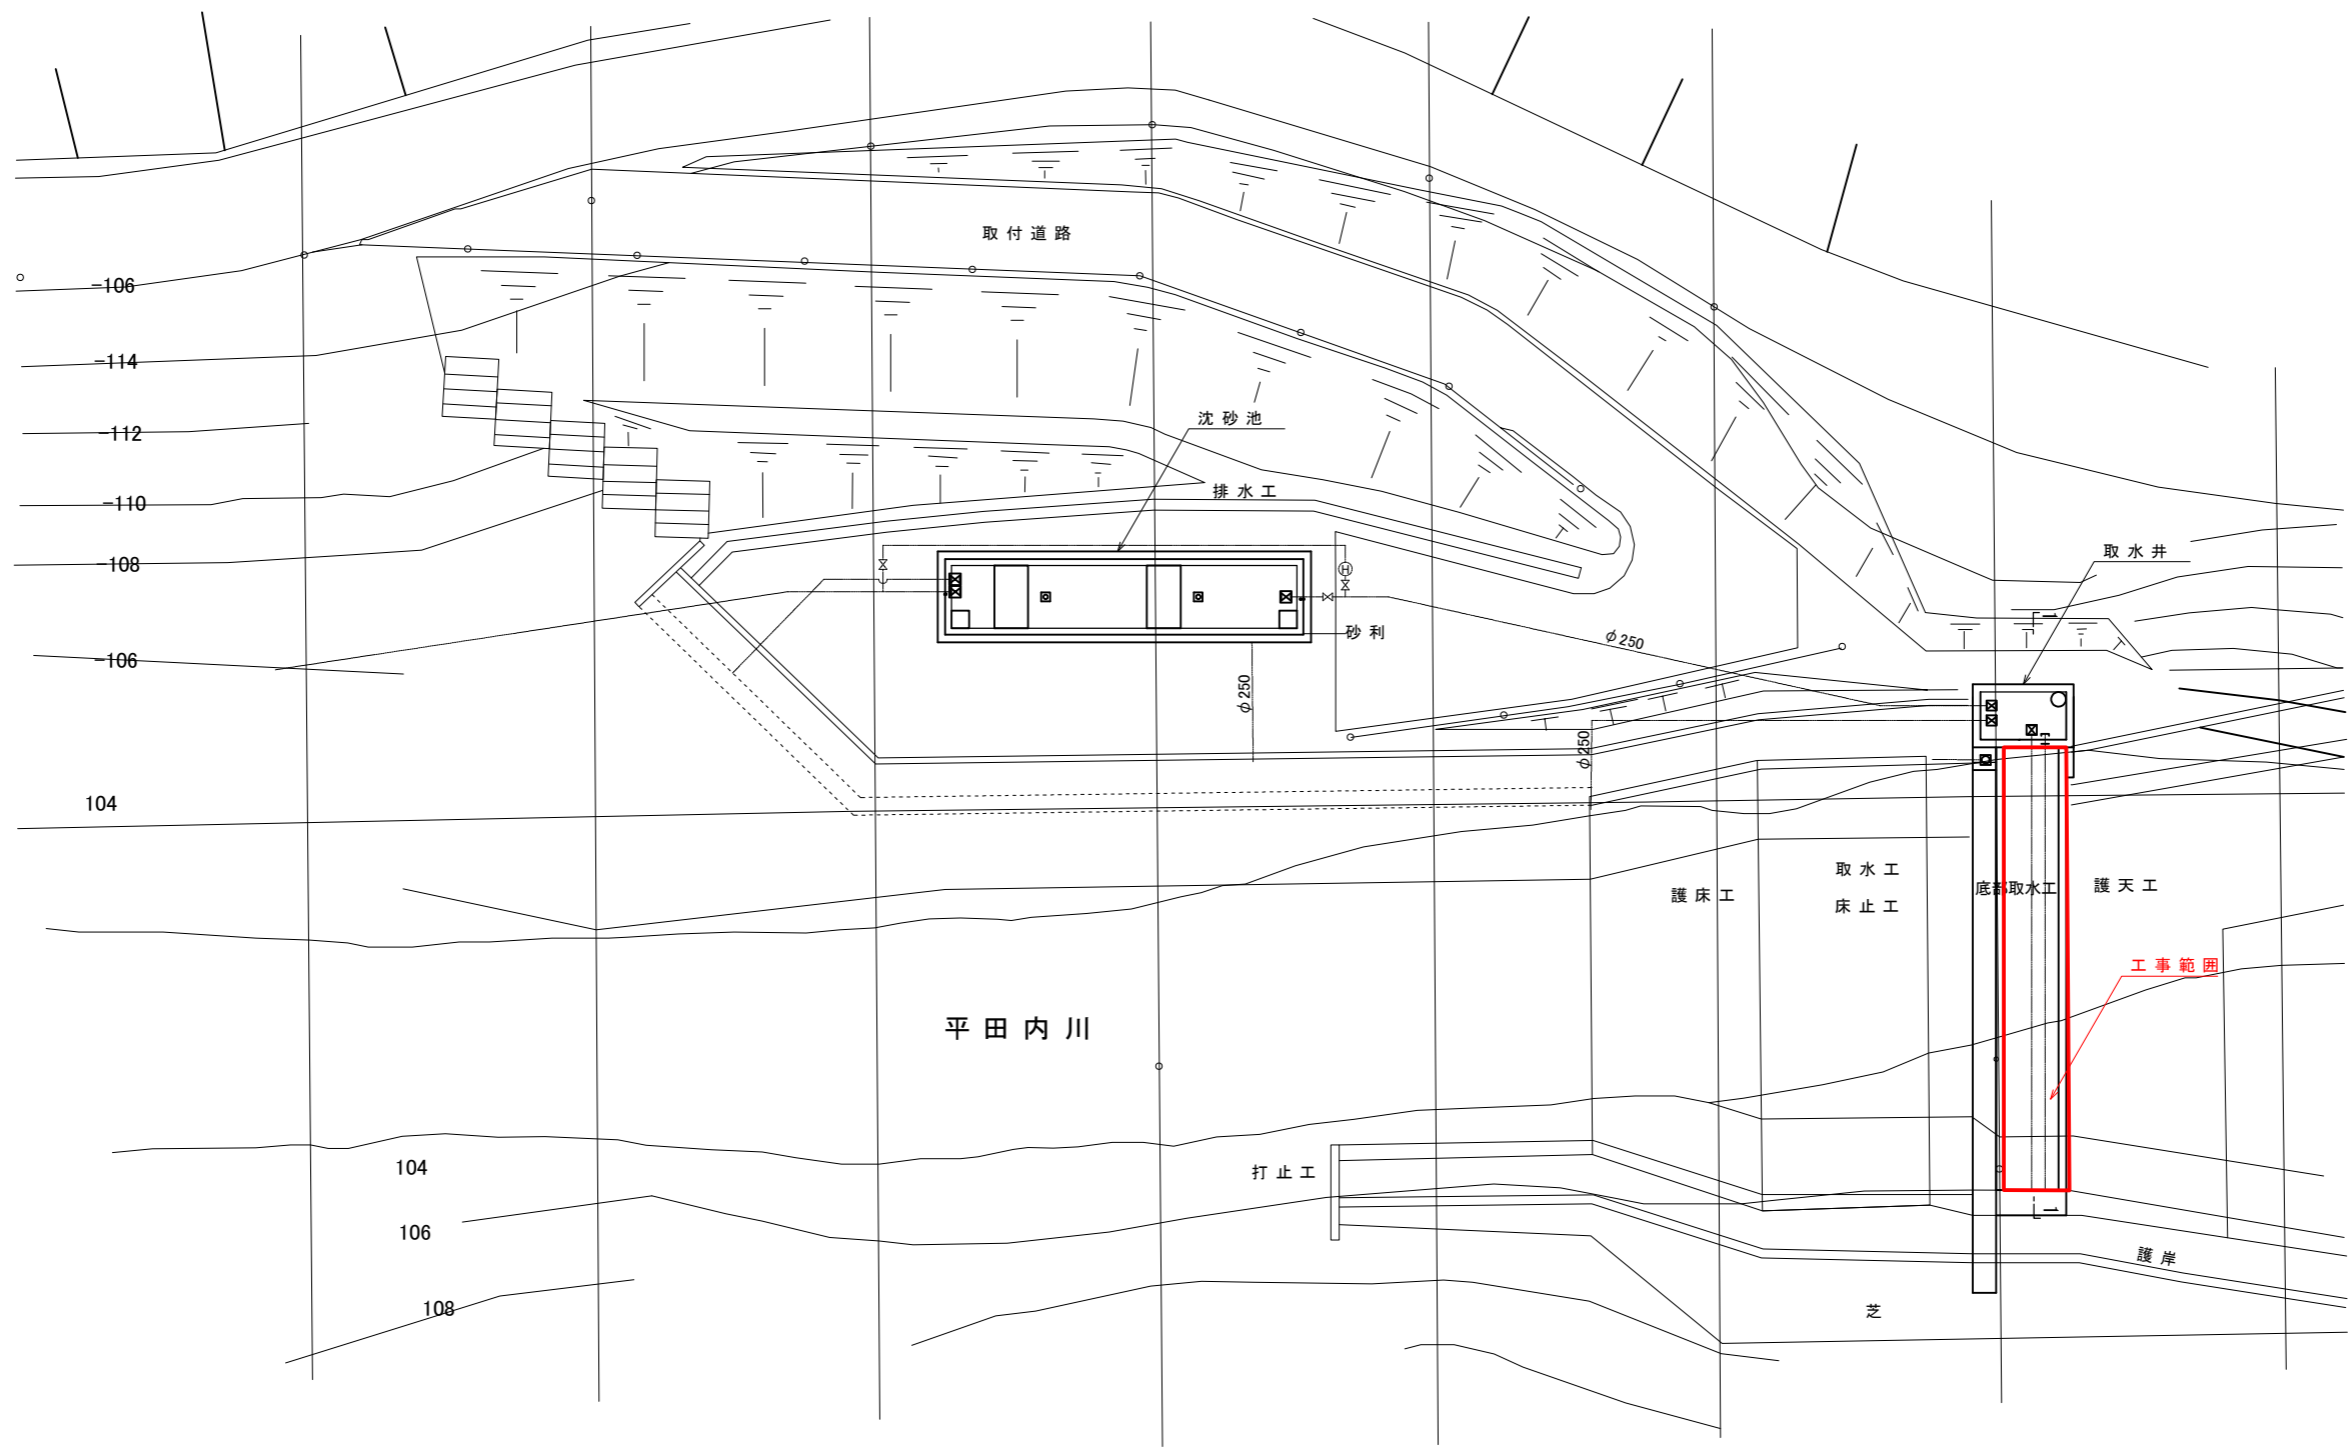 取付道路
-106
-114
沈砂池
-112
排水工
-110
取水井
-108
H
砂利
φ250
-106
φ250
φ250
104
取水工
護床工
底部取水工
護天工
床止工
工事範囲
平田内川
104
打止工
106
護岸
108
芝